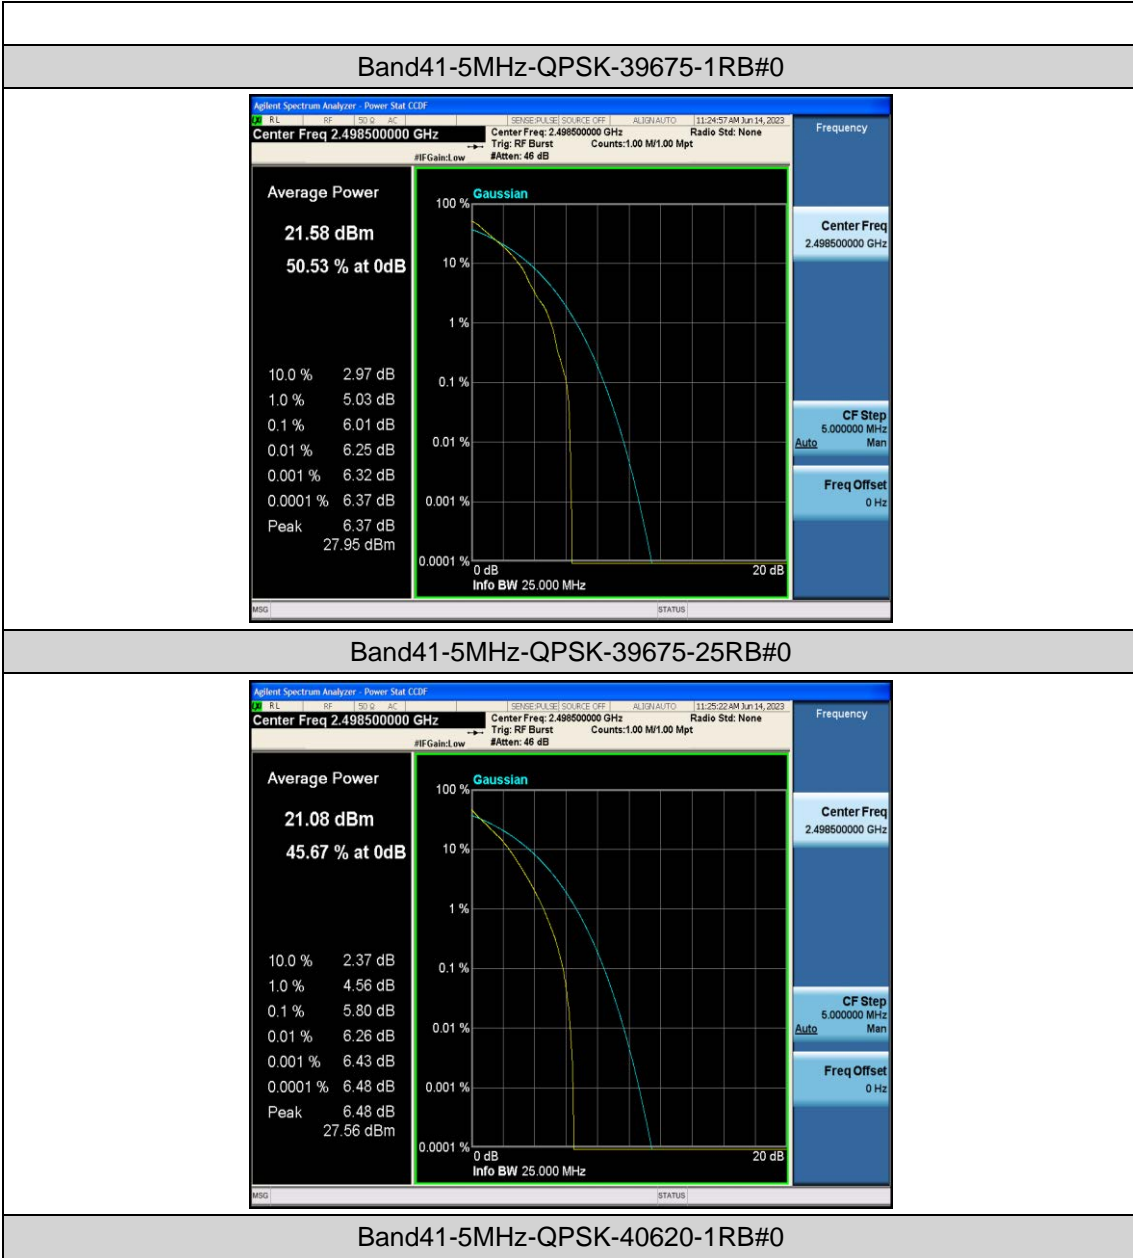 Band41-5MHz-QPSK-39675-1RB#0
Agilent Spectrum Analyzer - Power Stat CCDF
RL RF 50 Ω AC SENSE:PULSE SOURCE OFF ALIGN AUTO 11:24:57 AM Jun 14, 2023
Center Freq 2.498500000 GHz Center Freq: 2.498500000 GHz Radio Std: None Frequency
Trig: RF Burst Counts:1.00 M/1.00 Mpt
#IFGain:Low #Atten: 46 dB
Average Power
21.58 dBm
50.53 % at 0dB
10.0 % 2.97 dB
1.0 % 5.03 dB
0.1 % 6.01 dB
0.01 % 6.25 dB
0.001 % 6.32 dB
0.0001 % 6.37 dB
Peak 6.37 dB
27.95 dBm
Gaussian
100 %
10 %
1 %
0.1 %
0.01 %
0.001 %
0.0001 %
0 dB 20 dB
Info BW 25.000 MHz
Center Freq
2.498500000 GHz
CF Step
5.000000 MHz
Auto Man
Freq Offset
0 Hz
MSG STATUS
Band41-5MHz-QPSK-39675-25RB#0
Agilent Spectrum Analyzer - Power Stat CCDF
RL RF 50 Ω AC SENSE:PULSE SOURCE OFF ALIGN AUTO 11:25:22 AM Jun 14, 2023
Center Freq 2.498500000 GHz Center Freq: 2.498500000 GHz Radio Std: None Frequency
Trig: RF Burst Counts:1.00 M/1.00 Mpt
#IFGain:Low #Atten: 46 dB
Average Power
21.08 dBm
45.67 % at 0dB
10.0 % 2.37 dB
1.0 % 4.56 dB
0.1 % 5.80 dB
0.01 % 6.26 dB
0.001 % 6.43 dB
0.0001 % 6.48 dB
Peak 6.48 dB
27.56 dBm
Gaussian
100 %
10 %
1 %
0.1 %
0.01 %
0.001 %
0.0001 %
0 dB 20 dB
Info BW 25.000 MHz
Center Freq
2.498500000 GHz
CF Step
5.000000 MHz
Auto Man
Freq Offset
0 Hz
MSG STATUS
Band41-5MHz-QPSK-40620-1RB#0